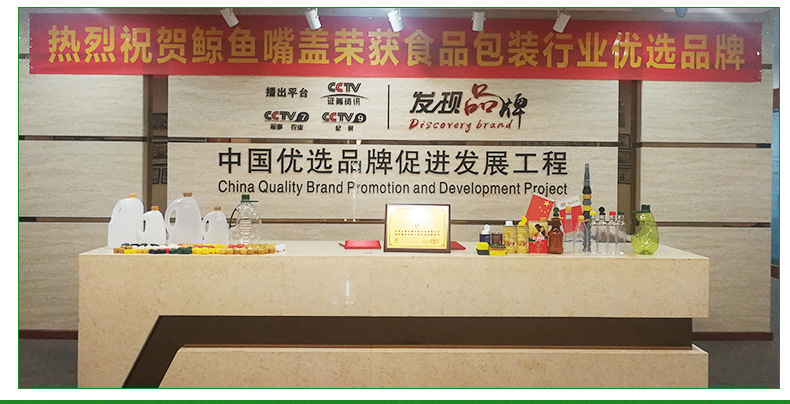 热烈祝贺鲸鱼嘴盖荣获食品包装行业优选品牌
播出平台
CCTV
证券资讯
CCTV 7
军事 农业
CCTV 9
纪录
发现品牌
Discovery brand
中国优选品牌促进发展工程
China Quality Brand Promotion and Development Project